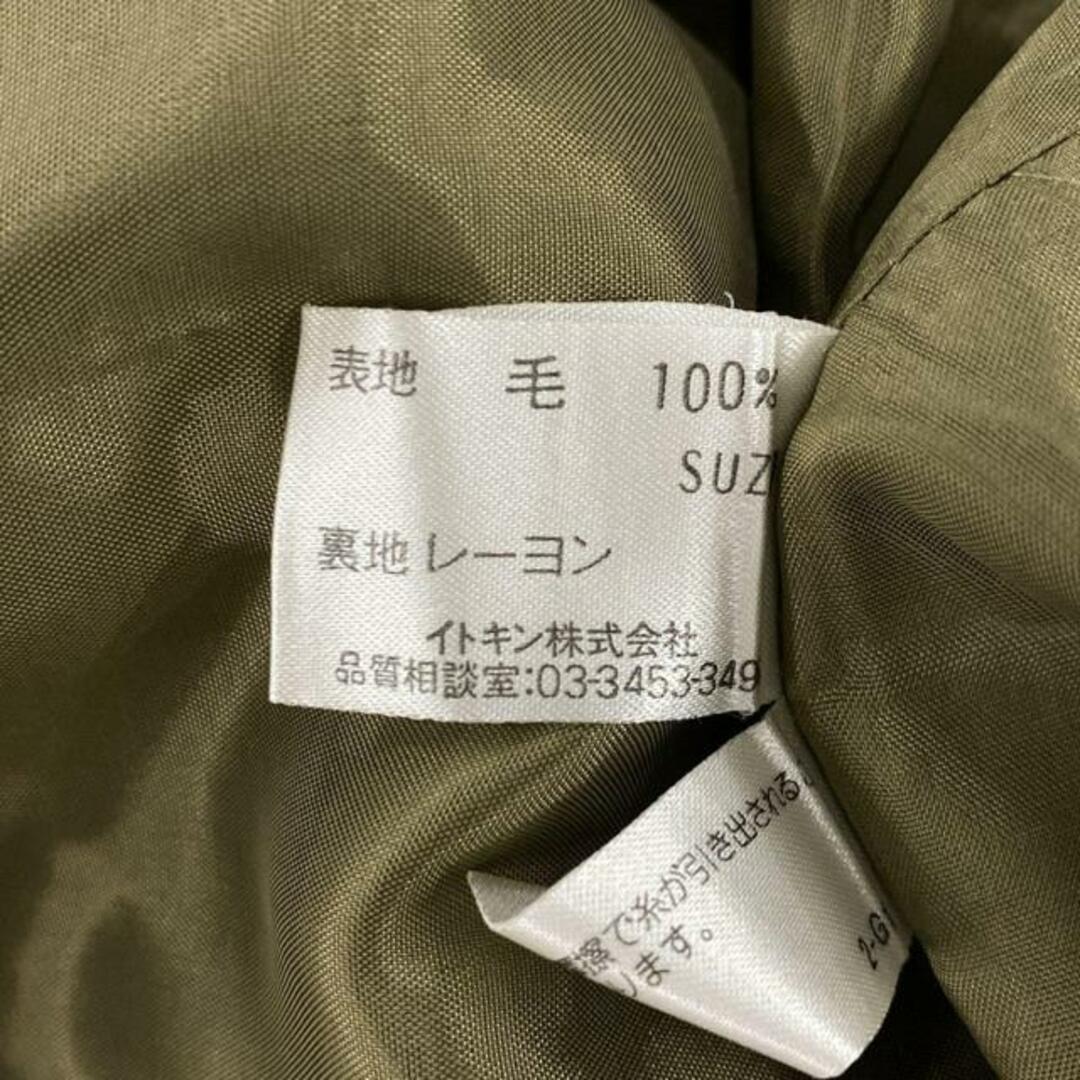 表地 毛 100%
SUZ
裏地 レーヨン
イトキン株式会社
品質相談室:03-3453-349
擦で糸が引き出される
ります。
2-G